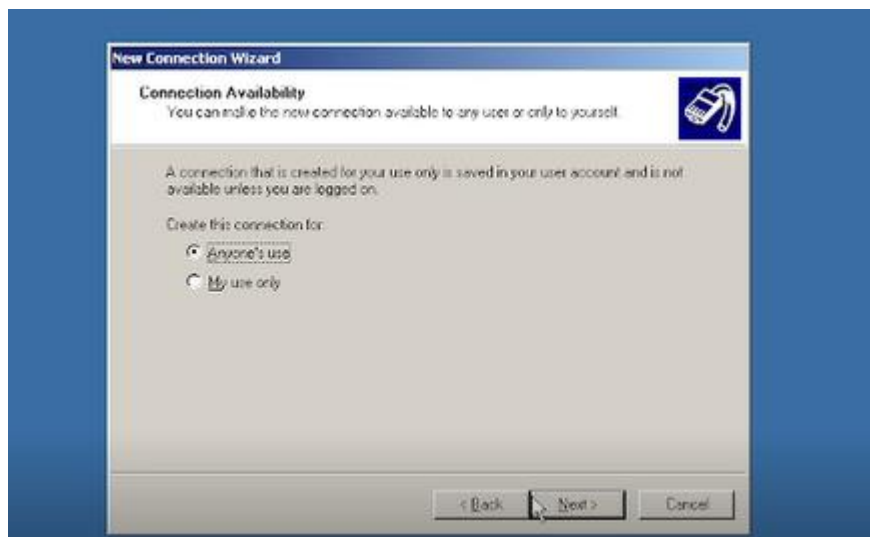 New Connection Wizard
Connection Availability
You can make the new connection available to any user or only to yourself.
A connection that is created for your use only is saved in your user account and is not
available unless you are logged on.
Create this connection for:
Anyone's use
My use only
< Back
Next >
Cancel